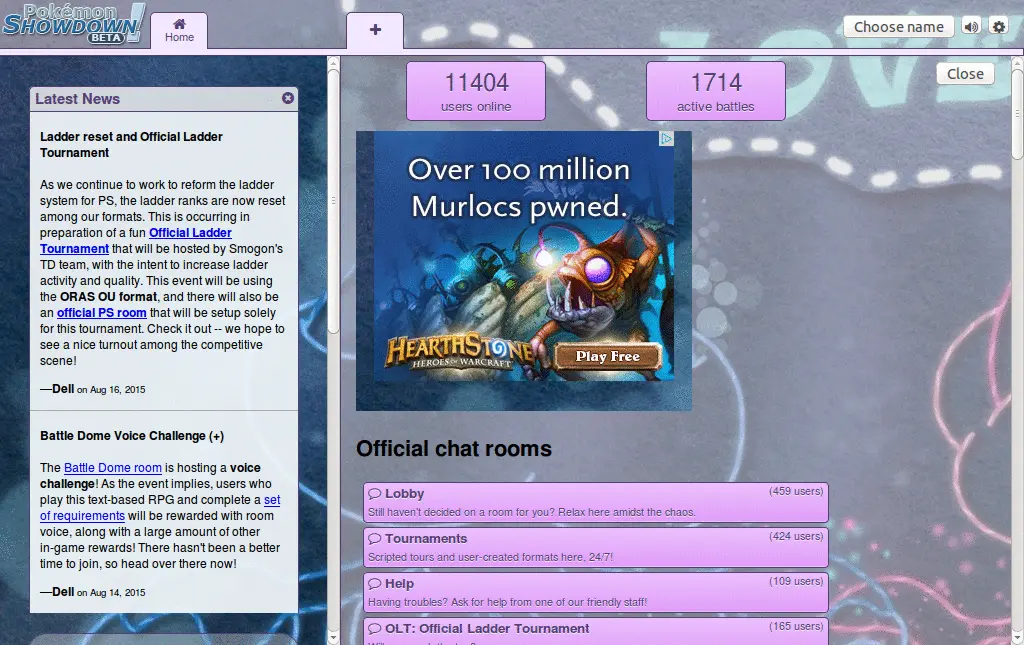 Pokémon
SHOWDOWN!
BETA
Home
+
Choose name
Latest News
Ladder reset and Official Ladder
Tournament
As we continue to work to reform the ladder
system for PS, the ladder ranks are now reset
among our formats. This is occurring in
preparation of a fun Official Ladder
Tournament that will be hosted by Smogon's
TD team, with the intent to increase ladder
activity and quality. This event will be using
the ORAS OU format, and there will also be
an official PS room that will be setup solely
for this tournament. Check it out -- we hope to
see a nice turnout among the competitive
scene!
—Dell on Aug 16, 2015
Battle Dome Voice Challenge (+)
The Battle Dome room is hosting a voice
challenge! As the event implies, users who
play this text-based RPG and complete a set
of requirements will be rewarded with room
voice, along with a large amount of other
in-game rewards! There hasn't been a better
time to join, so head over there now!
—Dell on Aug 14, 2015
11404
users online
1714
active battles
Close
Over 100 million
Murlocs pwned.
HEARTHSTONE
HEROES OF WARCRAFT
Play Free
Official chat rooms
Lobby (459 users)
Still haven't decided on a room for you? Relax here amidst the chaos.
Tournaments (424 users)
Scripted tours and user-created formats here, 24/7!
Help (109 users)
Having troubles? Ask for help from one of our friendly staff!
OLT: Official Ladder Tournament (165 users)